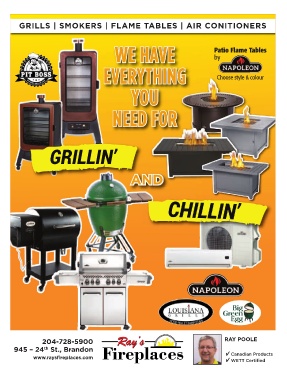 GRILLS | SMOKERS | FLAME TABLES | AIR CONITIONERS
PIT BOSS
WE HAVE
EVERYTHING
YOU
NEED FOR
Patio Flame Tables
by
NAPOLEON
Choose style & colour
GRILLIN'
AND
CHILLIN'
NAPOLEON
LOUISIANA
GRILLS
Big
Green
Egg
204-728-5900
945 – 24th St., Brandon
www.raysfireplaces.com
Ray's
Fireplaces
RAY POOLE
✔ Canadian Products
✔ WETT Certified